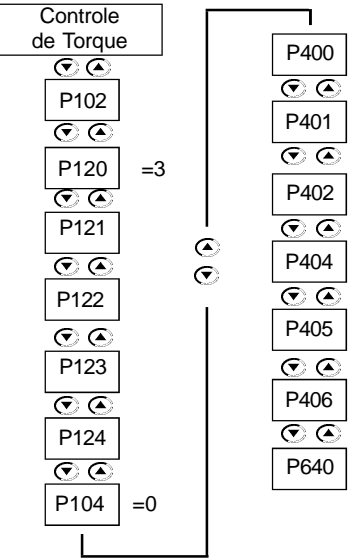 Controle
de Torque
P102
P120 =3
P121
P122
P123
P124
P104 =0
P400
P401
P402
P404
P405
P406
P640